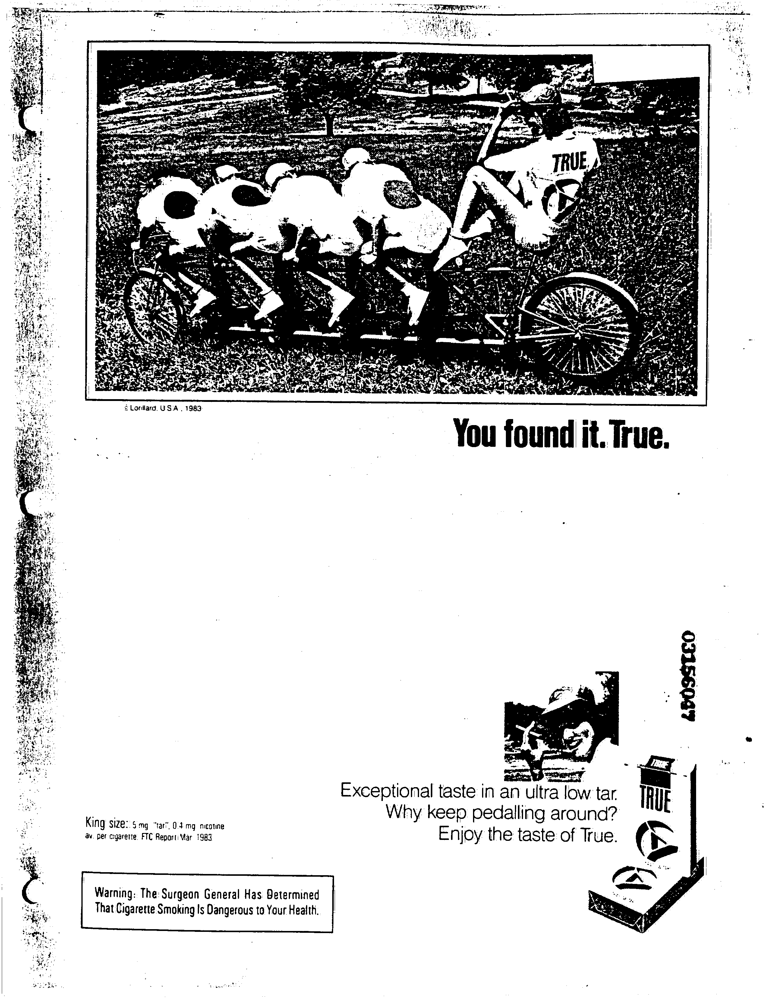 TRUE
© Lorillard, U.S.A., 1983
You found it. True.
03156047
Exceptional taste in an ultra low tar.
Why keep pedalling around?
Enjoy the taste of True.
TRUE
King size: 5 mg "tar", 0.4 mg nicotine
av. per cigarette. FTC Report Mar. 1983
Warning: The Surgeon General Has Determined
That Cigarette Smoking Is Dangerous to Your Health.